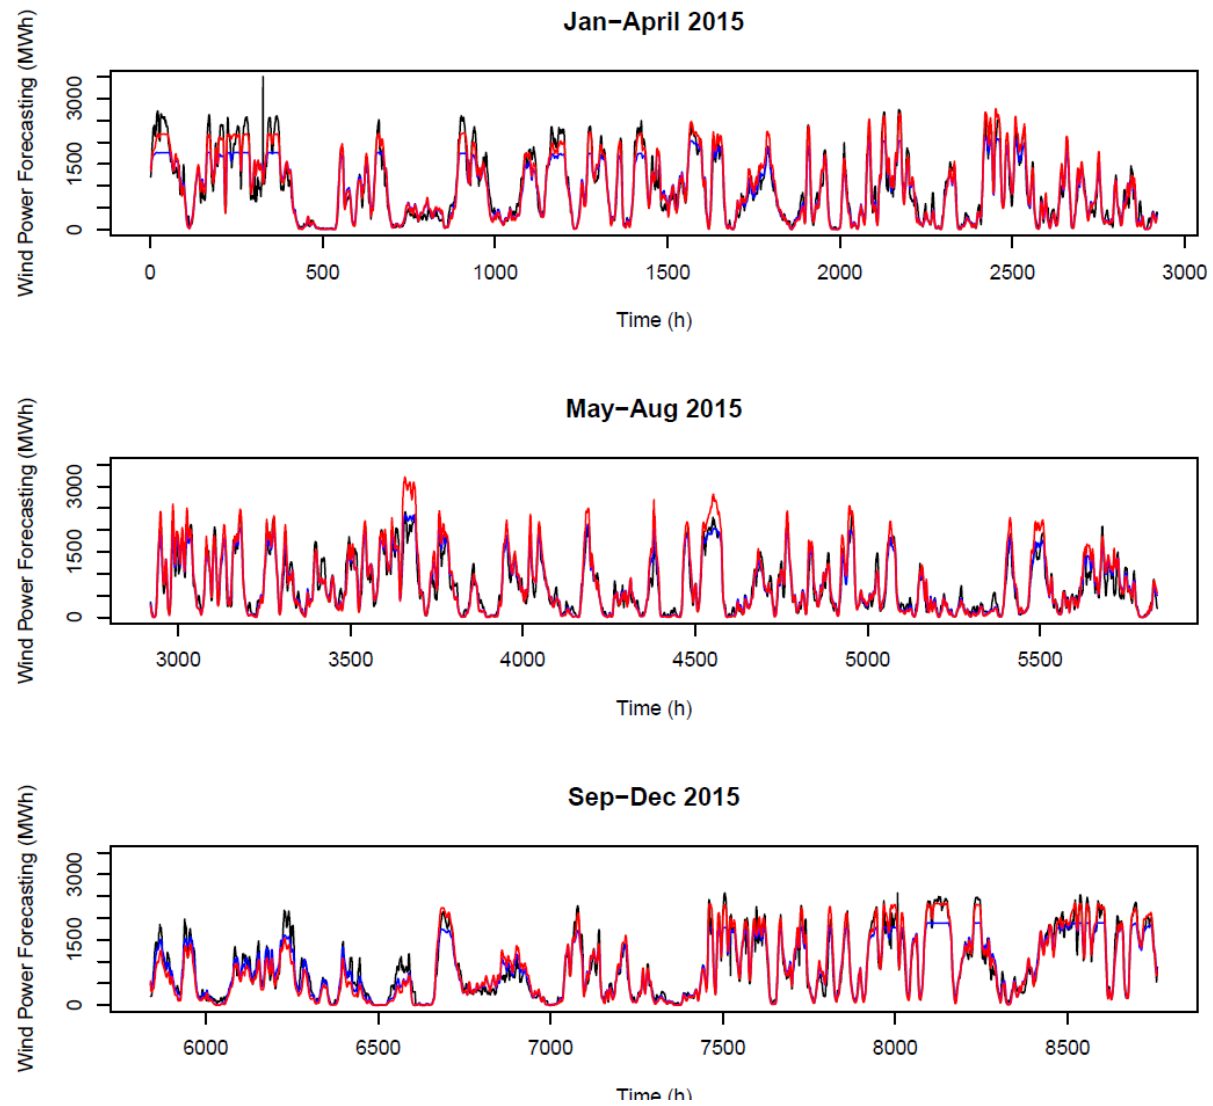 Jan−April 2015
Wind Power Forecasting (MWh)
3000
1500
0
0 500 1000 1500 2000 2500 3000
Time (h)
May−Aug 2015
Wind Power Forecasting (MWh)
3000
1500
0
3000 3500 4000 4500 5000 5500
Time (h)
Sep−Dec 2015
Wind Power Forecasting (MWh)
3000
1500
0
6000 6500 7000 7500 8000 8500
Time (h)